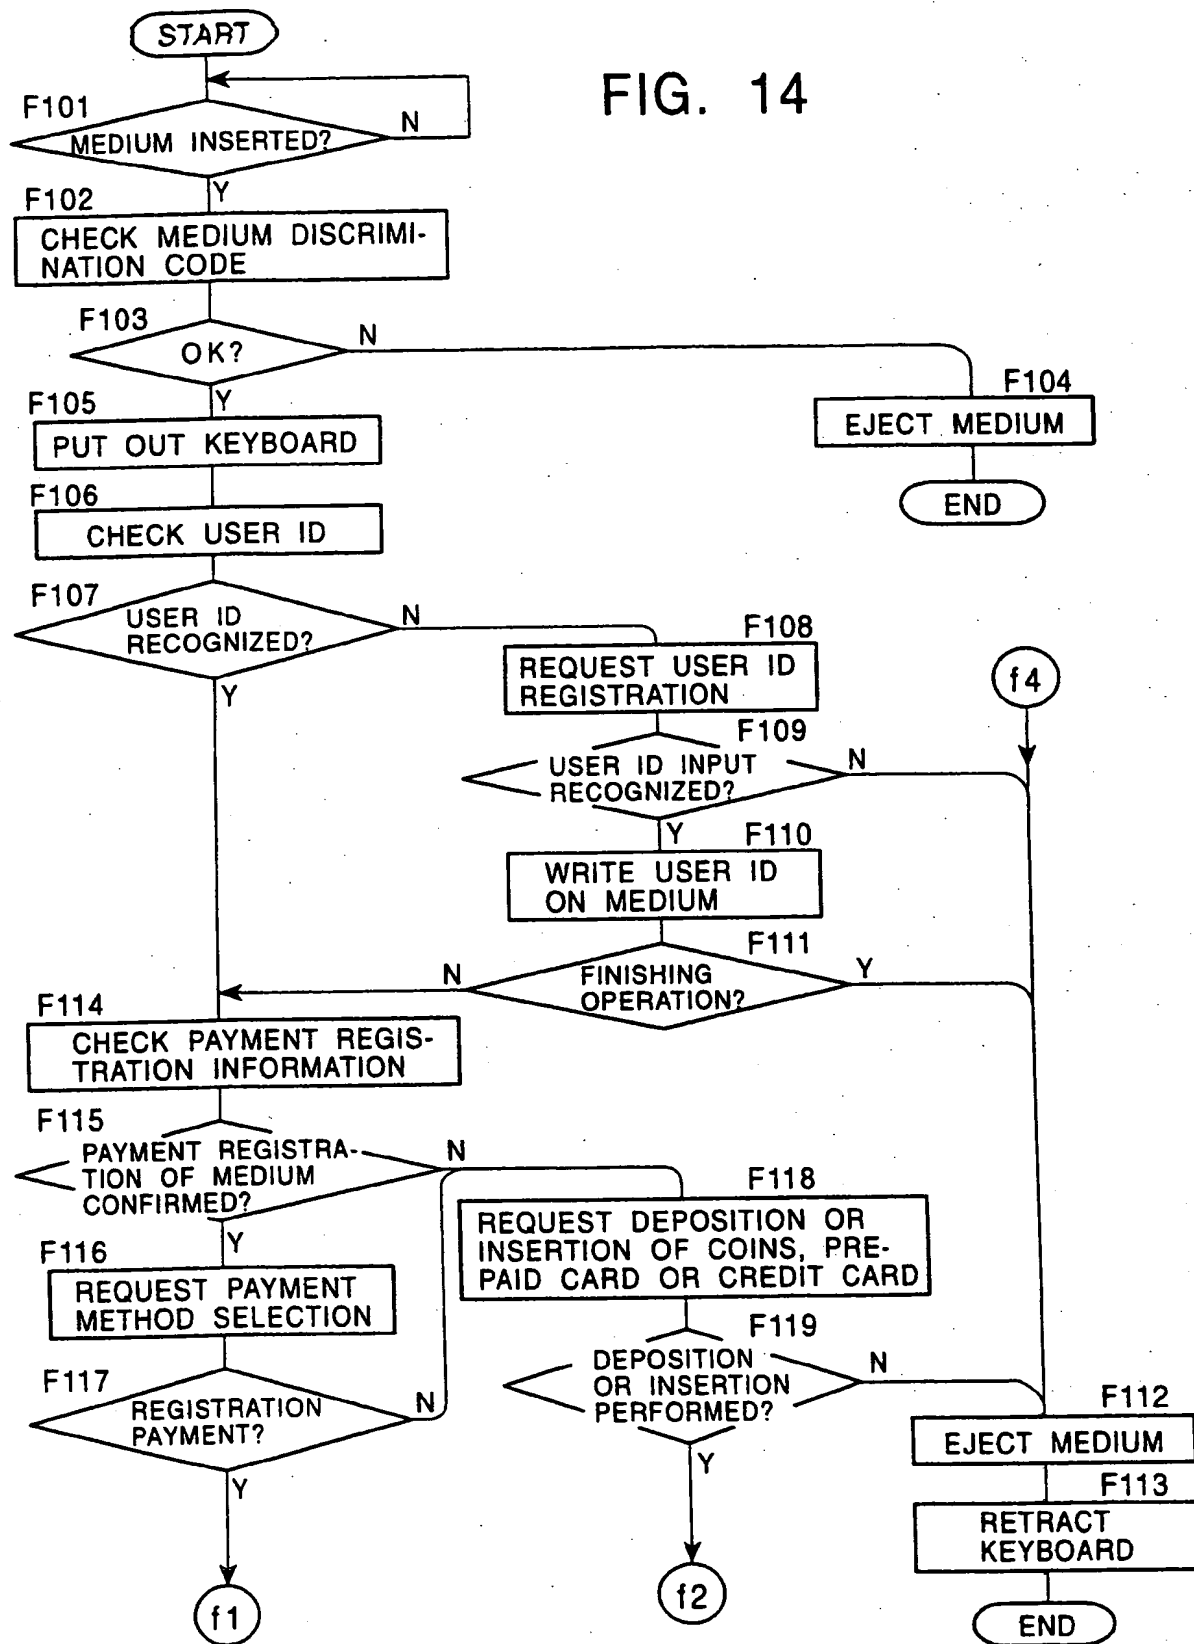 START
FIG. 14
F101
MEDIUM INSERTED?
N
Y
F102
CHECK MEDIUM DISCRIMI-
NATION CODE
F103
OK?
N
Y
F104
EJECT MEDIUM
END
F105
PUT OUT KEYBOARD
F106
CHECK USER ID
F107
USER ID
RECOGNIZED?
N
Y
F108
REQUEST USER ID
REGISTRATION
f4
F109
USER ID INPUT
RECOGNIZED?
N
Y
F110
WRITE USER ID
ON MEDIUM
F111
FINISHING
OPERATION?
N
Y
F114
CHECK PAYMENT REGIS-
TRATION INFORMATION
F115
PAYMENT REGISTRA-
TION OF MEDIUM
CONFIRMED?
N
Y
F116
REQUEST PAYMENT
METHOD SELECTION
F117
REGISTRATION
PAYMENT?
N
Y
f1
F118
REQUEST DEPOSITION OR
INSERTION OF COINS, PRE-
PAID CARD OR CREDIT CARD
F119
DEPOSITION
OR INSERTION
PERFORMED?
N
Y
f2
F112
EJECT MEDIUM
F113
RETRACT
KEYBOARD
END